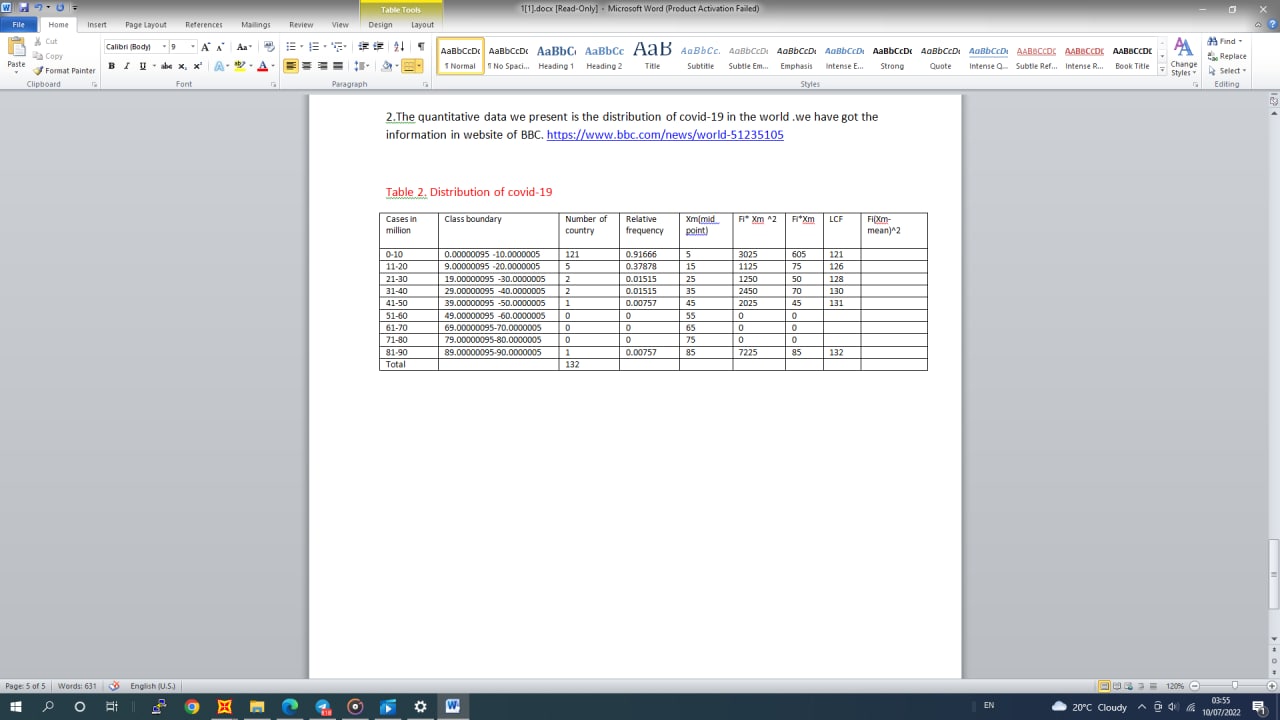 1[1].docx [Read-Only] - Microsoft Word (Product Activation Failed)
Table Tools
File Home Insert Page Layout References Mailings Review View Design Layout
Paste
Cut
Copy
Format Painter
Clipboard
Calibri (Body) 9
Font
Paragraph
AaBbCcDc AaBbCcDc AaBbC AaBbCc AaB AaBbCc. AaBbCcDc AaBbCcDc AaBbCcDc AaBbCcDc AaBbCcDc AaBbCcDc AaBbCcDc AaBbCcDc AaBbCcDc
¶ Normal ¶ No Spaci... Heading 1 Heading 2 Title Subtitle Subtle Em... Emphasis Intense E... Strong Quote Intense Q... Subtle Ref... Intense R... Book Title
Styles
Change Styles
Find
Replace
Select
Editing
2.The quantitative data we present is the distribution of covid-19 in the world .we have got the
information in website of BBC. https://www.bbc.com/news/world-51235105
Table 2. Distribution of covid-19
Cases in million Class boundary Number of country Relative frequency Xm(mid point) Fi* Xm ^2 Fi*Xm LCF Fi(Xm-mean)^2
0-10 0.00000095 -10.0000005 121 0.91666 5 3025 605 121
11-20 9.00000095 -20.0000005 5 0.37878 15 1125 75 126
21-30 19.00000095 -30.0000005 2 0.01515 25 1250 50 128
31-40 29.00000095 -40.0000005 2 0.01515 35 2450 70 130
41-50 39.00000095 -50.0000005 1 0.00757 45 2025 45 131
51-60 49.00000095 -60.0000005 0 0 55 0 0
61-70 69.00000095-70.0000005 0 0 65 0 0
71-80 79.00000095-80.0000005 0 0 75 0 0
81-90 89.00000095-90.0000005 1 0.00757 85 7225 85 132
Total 132
Page: 5 of 5 Words: 631 English (U.S.) 120%
20°C Cloudy EN 03:55
10/07/2022